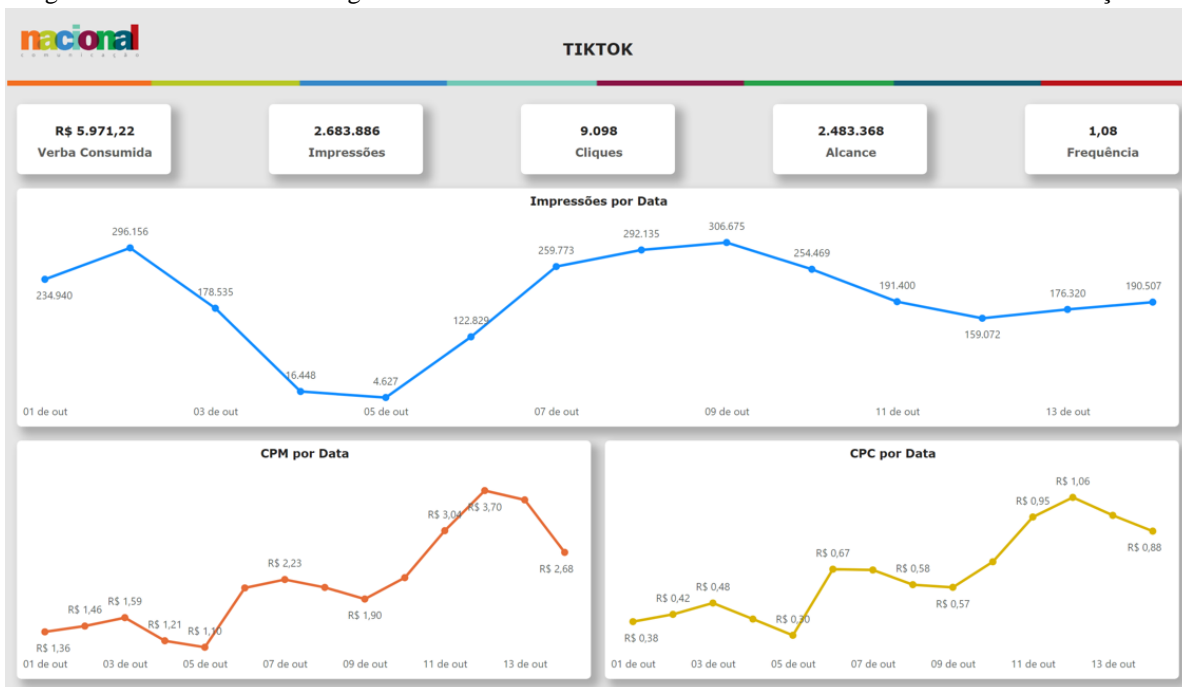 nacional
comunicação
TIKTOK
R$ 5.971,22
Verba Consumida
2.683.886
Impressões
9.098
Cliques
2.483.368
Alcance
1,08
Frequência
Impressões por Data
234.940
296.156
178.535
16.448
4.627
122.829
259.773
292.135
306.675
254.469
191.400
159.072
176.320
190.507
01 de out
03 de out
05 de out
07 de out
09 de out
11 de out
13 de out
CPM por Data
R$ 1,36
R$ 1,46
R$ 1,59
R$ 1,21
R$ 1,10
R$ 2,23
R$ 1,90
R$ 3,04
R$ 3,70
R$ 2,68
01 de out
03 de out
05 de out
07 de out
09 de out
11 de out
13 de out
CPC por Data
R$ 0,38
R$ 0,42
R$ 0,48
R$ 0,30
R$ 0,67
R$ 0,58
R$ 0,57
R$ 0,95
R$ 1,06
R$ 0,88
01 de out
03 de out
05 de out
07 de out
09 de out
11 de out
13 de out